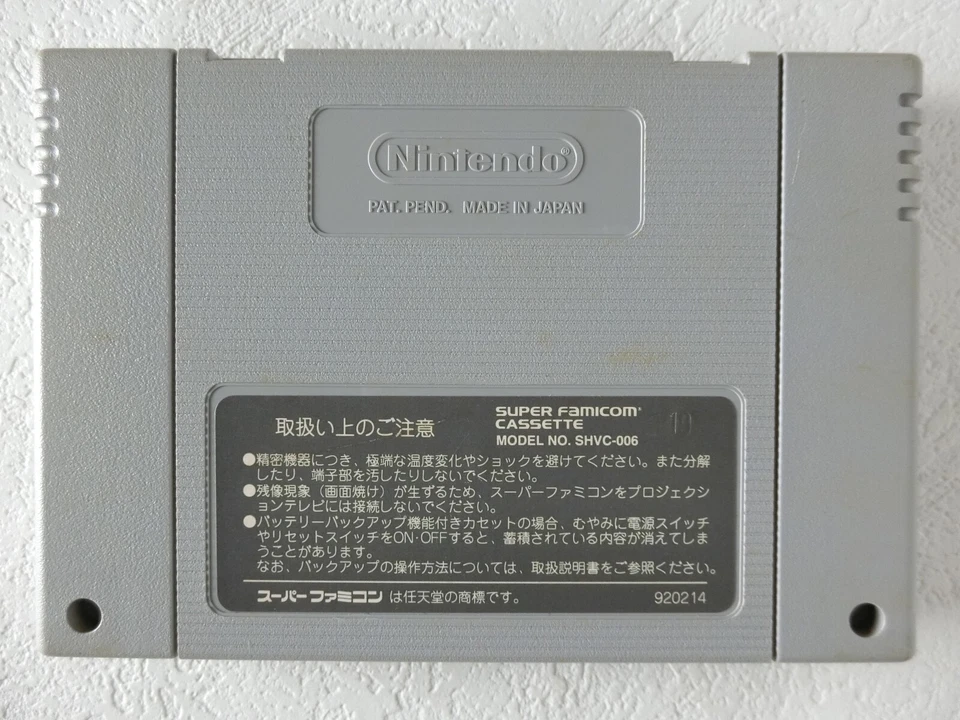 Nintendo®
PAT. PEND. MADE IN JAPAN
取扱い上のご注意
SUPER FAMICOM®
CASSETTE
MODEL NO. SHVC-006
10
●精密機器につき、極端な温度変化やショックを避けてください。また分解
したり、端子部を汚したりしないでください。
●残像現象（画面焼け）が生ずるため、スーパーファミコンをプロジェクシ
ョンテレビには接続しないでください。
●バッテリーバックアップ機能付きカセットの場合、むやみに電源スイッチ
やリセットスイッチをON·OFFすると、蓄積されている内容が消えてしま
うことがあります。
なお、バックアップの操作方法については、取扱説明書をご参照ください。
スーパーファミコン は任天堂の商標です。
920214